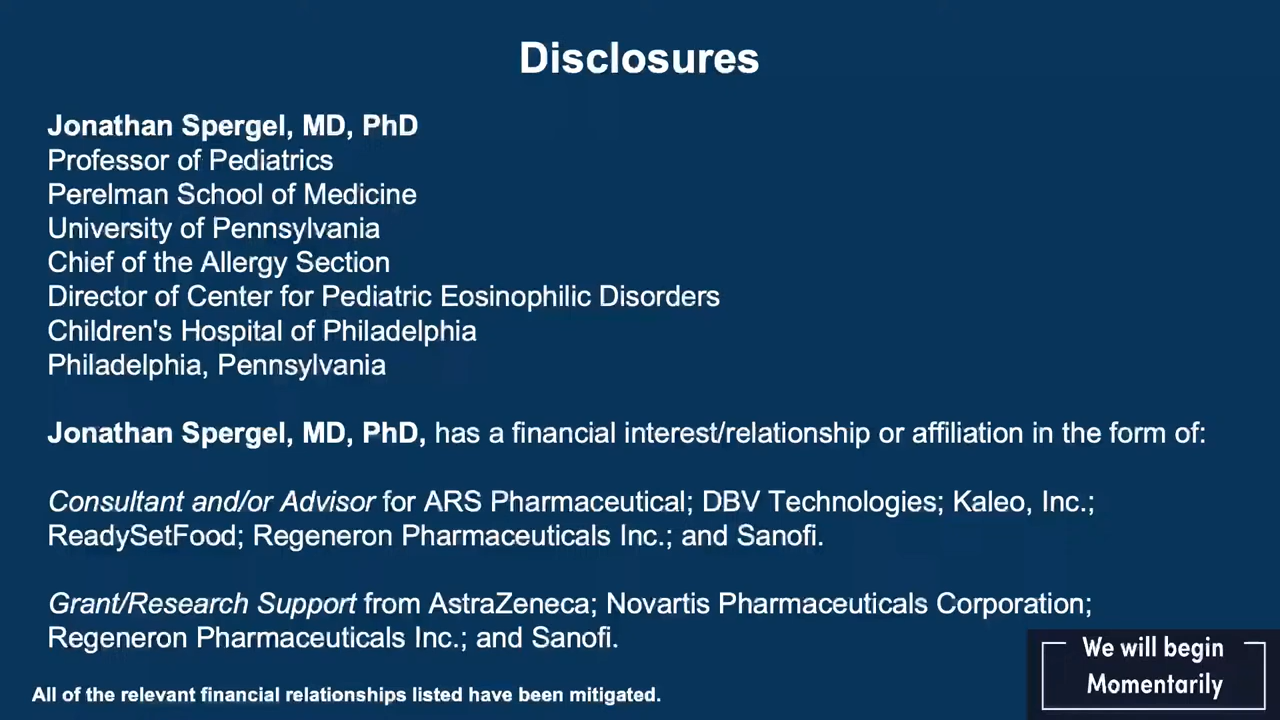 Disclosures
Jonathan Spergel, MD, PhD
Professor of Pediatrics
Perelman School of Medicine
University of Pennsylvania
Chief of the Allergy Section
Director of Center for Pediatric Eosinophilic Disorders
Children's Hospital of Philadelphia
Philadelphia, Pennsylvania
Jonathan Spergel, MD, PhD, has a financial interest/relationship or affiliation in the form of:
Consultant and/or Advisor for ARS Pharmaceutical; DBV Technologies; Kaleo, Inc.;
ReadySetFood; Regeneron Pharmaceuticals Inc.; and Sanofi.
Grant/Research Support from AstraZeneca; Novartis Pharmaceuticals Corporation;
Regeneron Pharmaceuticals Inc.; and Sanofi.
All of the relevant financial relationships listed have been mitigated.
We will begin
Momentarily